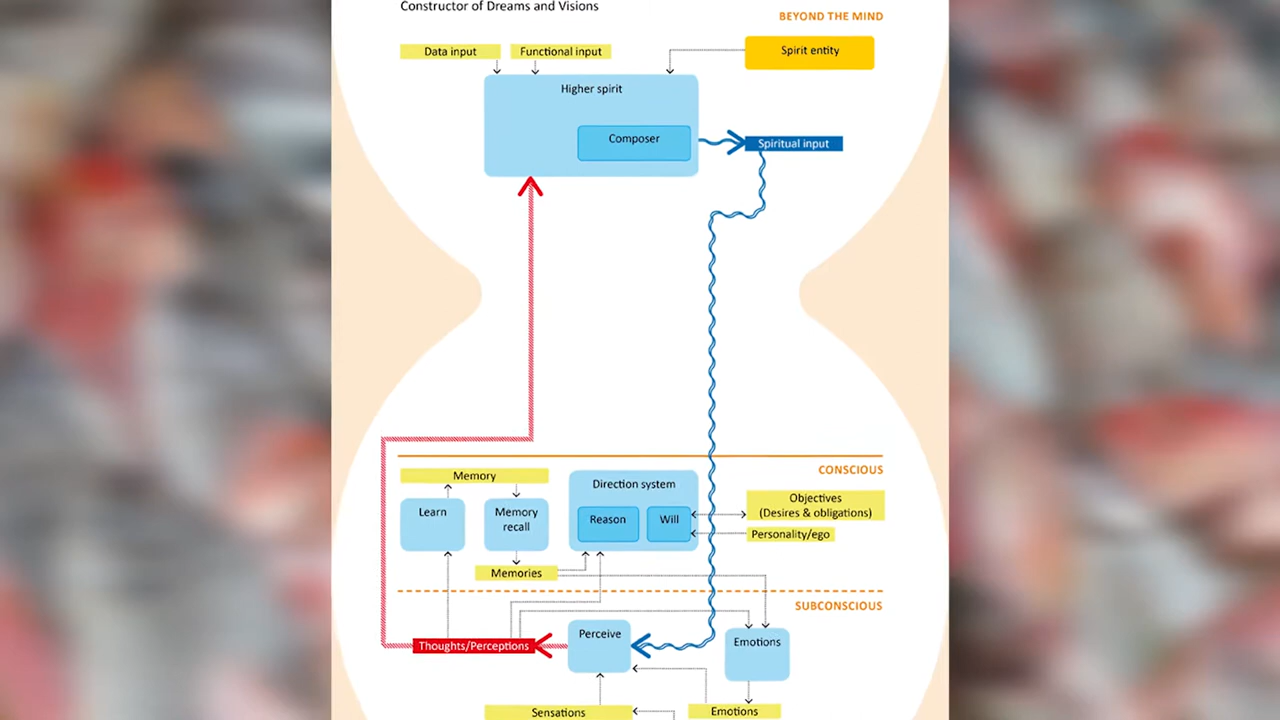 Constructor of Dreams and Visions
BEYOND THE MIND
Data input
Functional input
Spirit entity
Higher spirit
Composer
Spiritual input
CONSCIOUS
Memory
Direction system
Learn
Memory
recall
Reason
Will
Objectives
(Desires & obligations)
Personality/ego
Memories
SUBCONSCIOUS
Thoughts/Perceptions
Perceive
Emotions
Sensations
Emotions